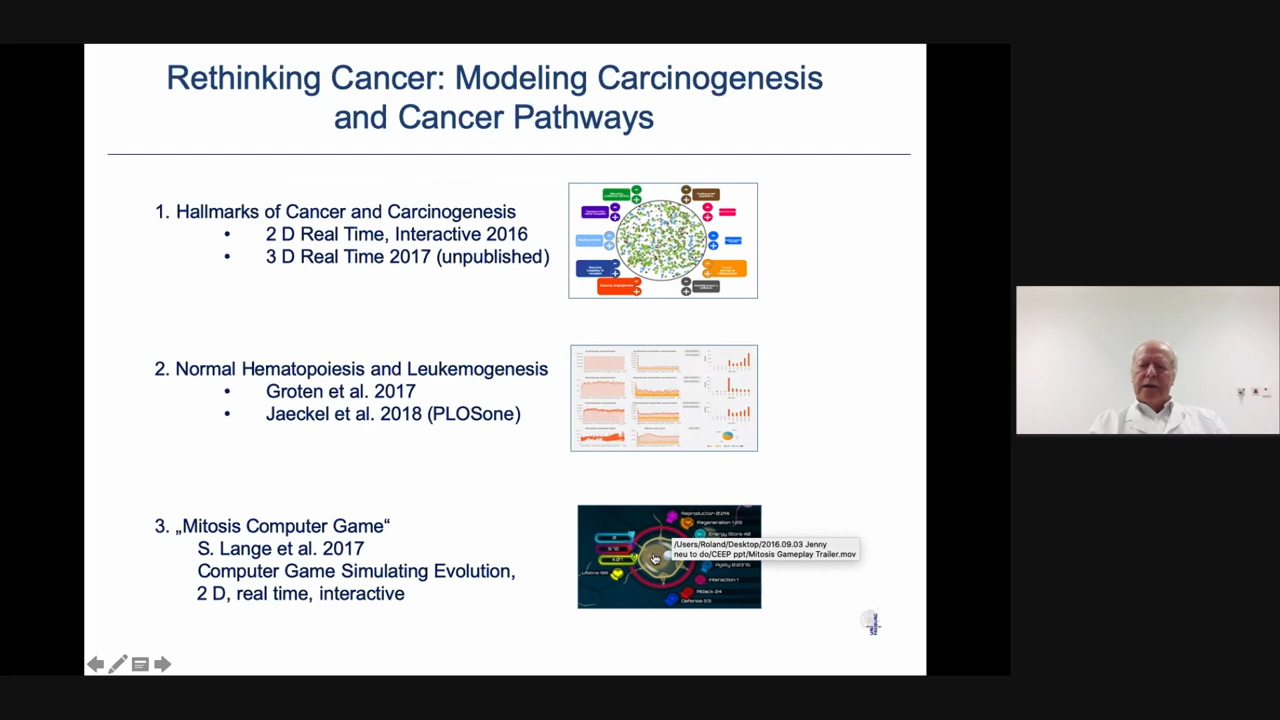 Rethinking Cancer: Modeling Carcinogenesis
and Cancer Pathways
1. Hallmarks of Cancer and Carcinogenesis
• 2 D Real Time, Interactive 2016
• 3 D Real Time 2017 (unpublished)
2. Normal Hematopoiesis and Leukemogenesis
• Groten et al. 2017
• Jaeckel et al. 2018 (PLOSone)
3. „Mitosis Computer Game“
S. Lange et al. 2017
Computer Game Simulating Evolution,
2 D, real time, interactive
Reproduction
Regeneration
Energy Store
/Users/Roland/Desktop/2016.09.03 Jenny
neu to do/CEEP ppt/Mitosis Gameplay Trailer.mov
Agility
Interaction 1
Attack 24
Defense 23